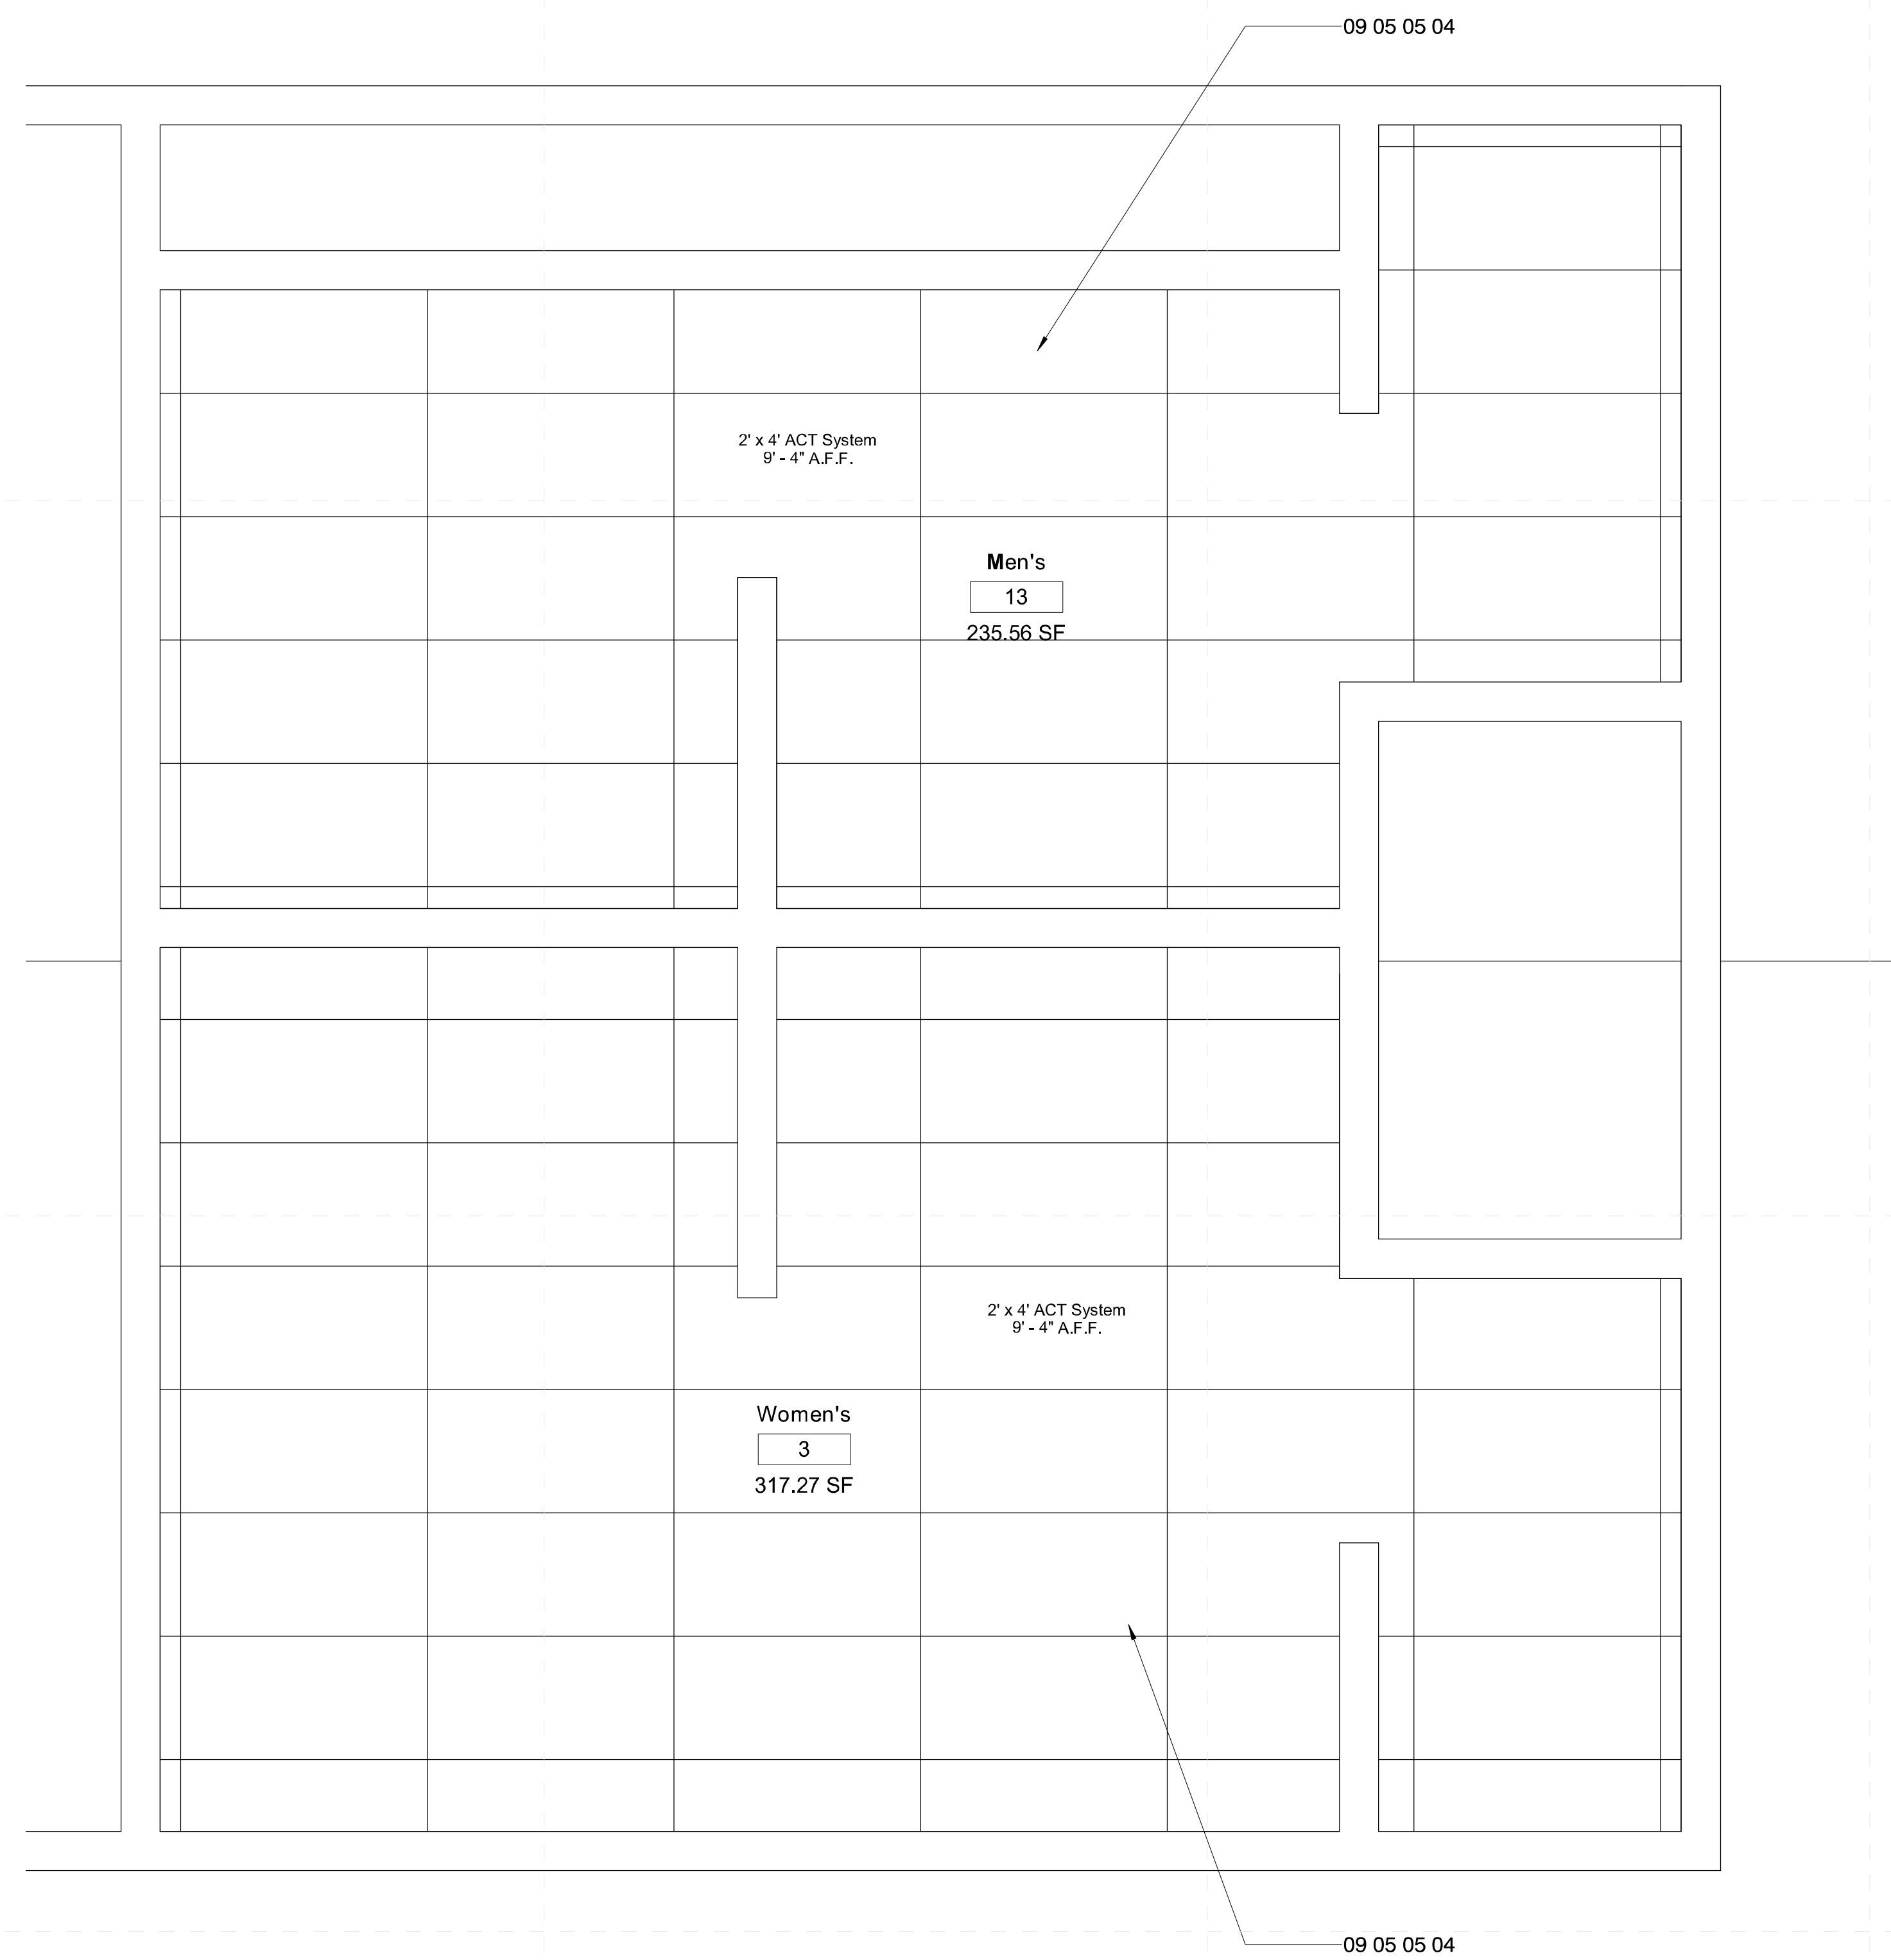 09 05 05 04
2' x 4' ACT System
9' - 4" A.F.F.
Men's
13
235.56 SF
2' x 4' ACT System
9' - 4" A.F.F.
Women's
3
317.27 SF
09 05 05 04